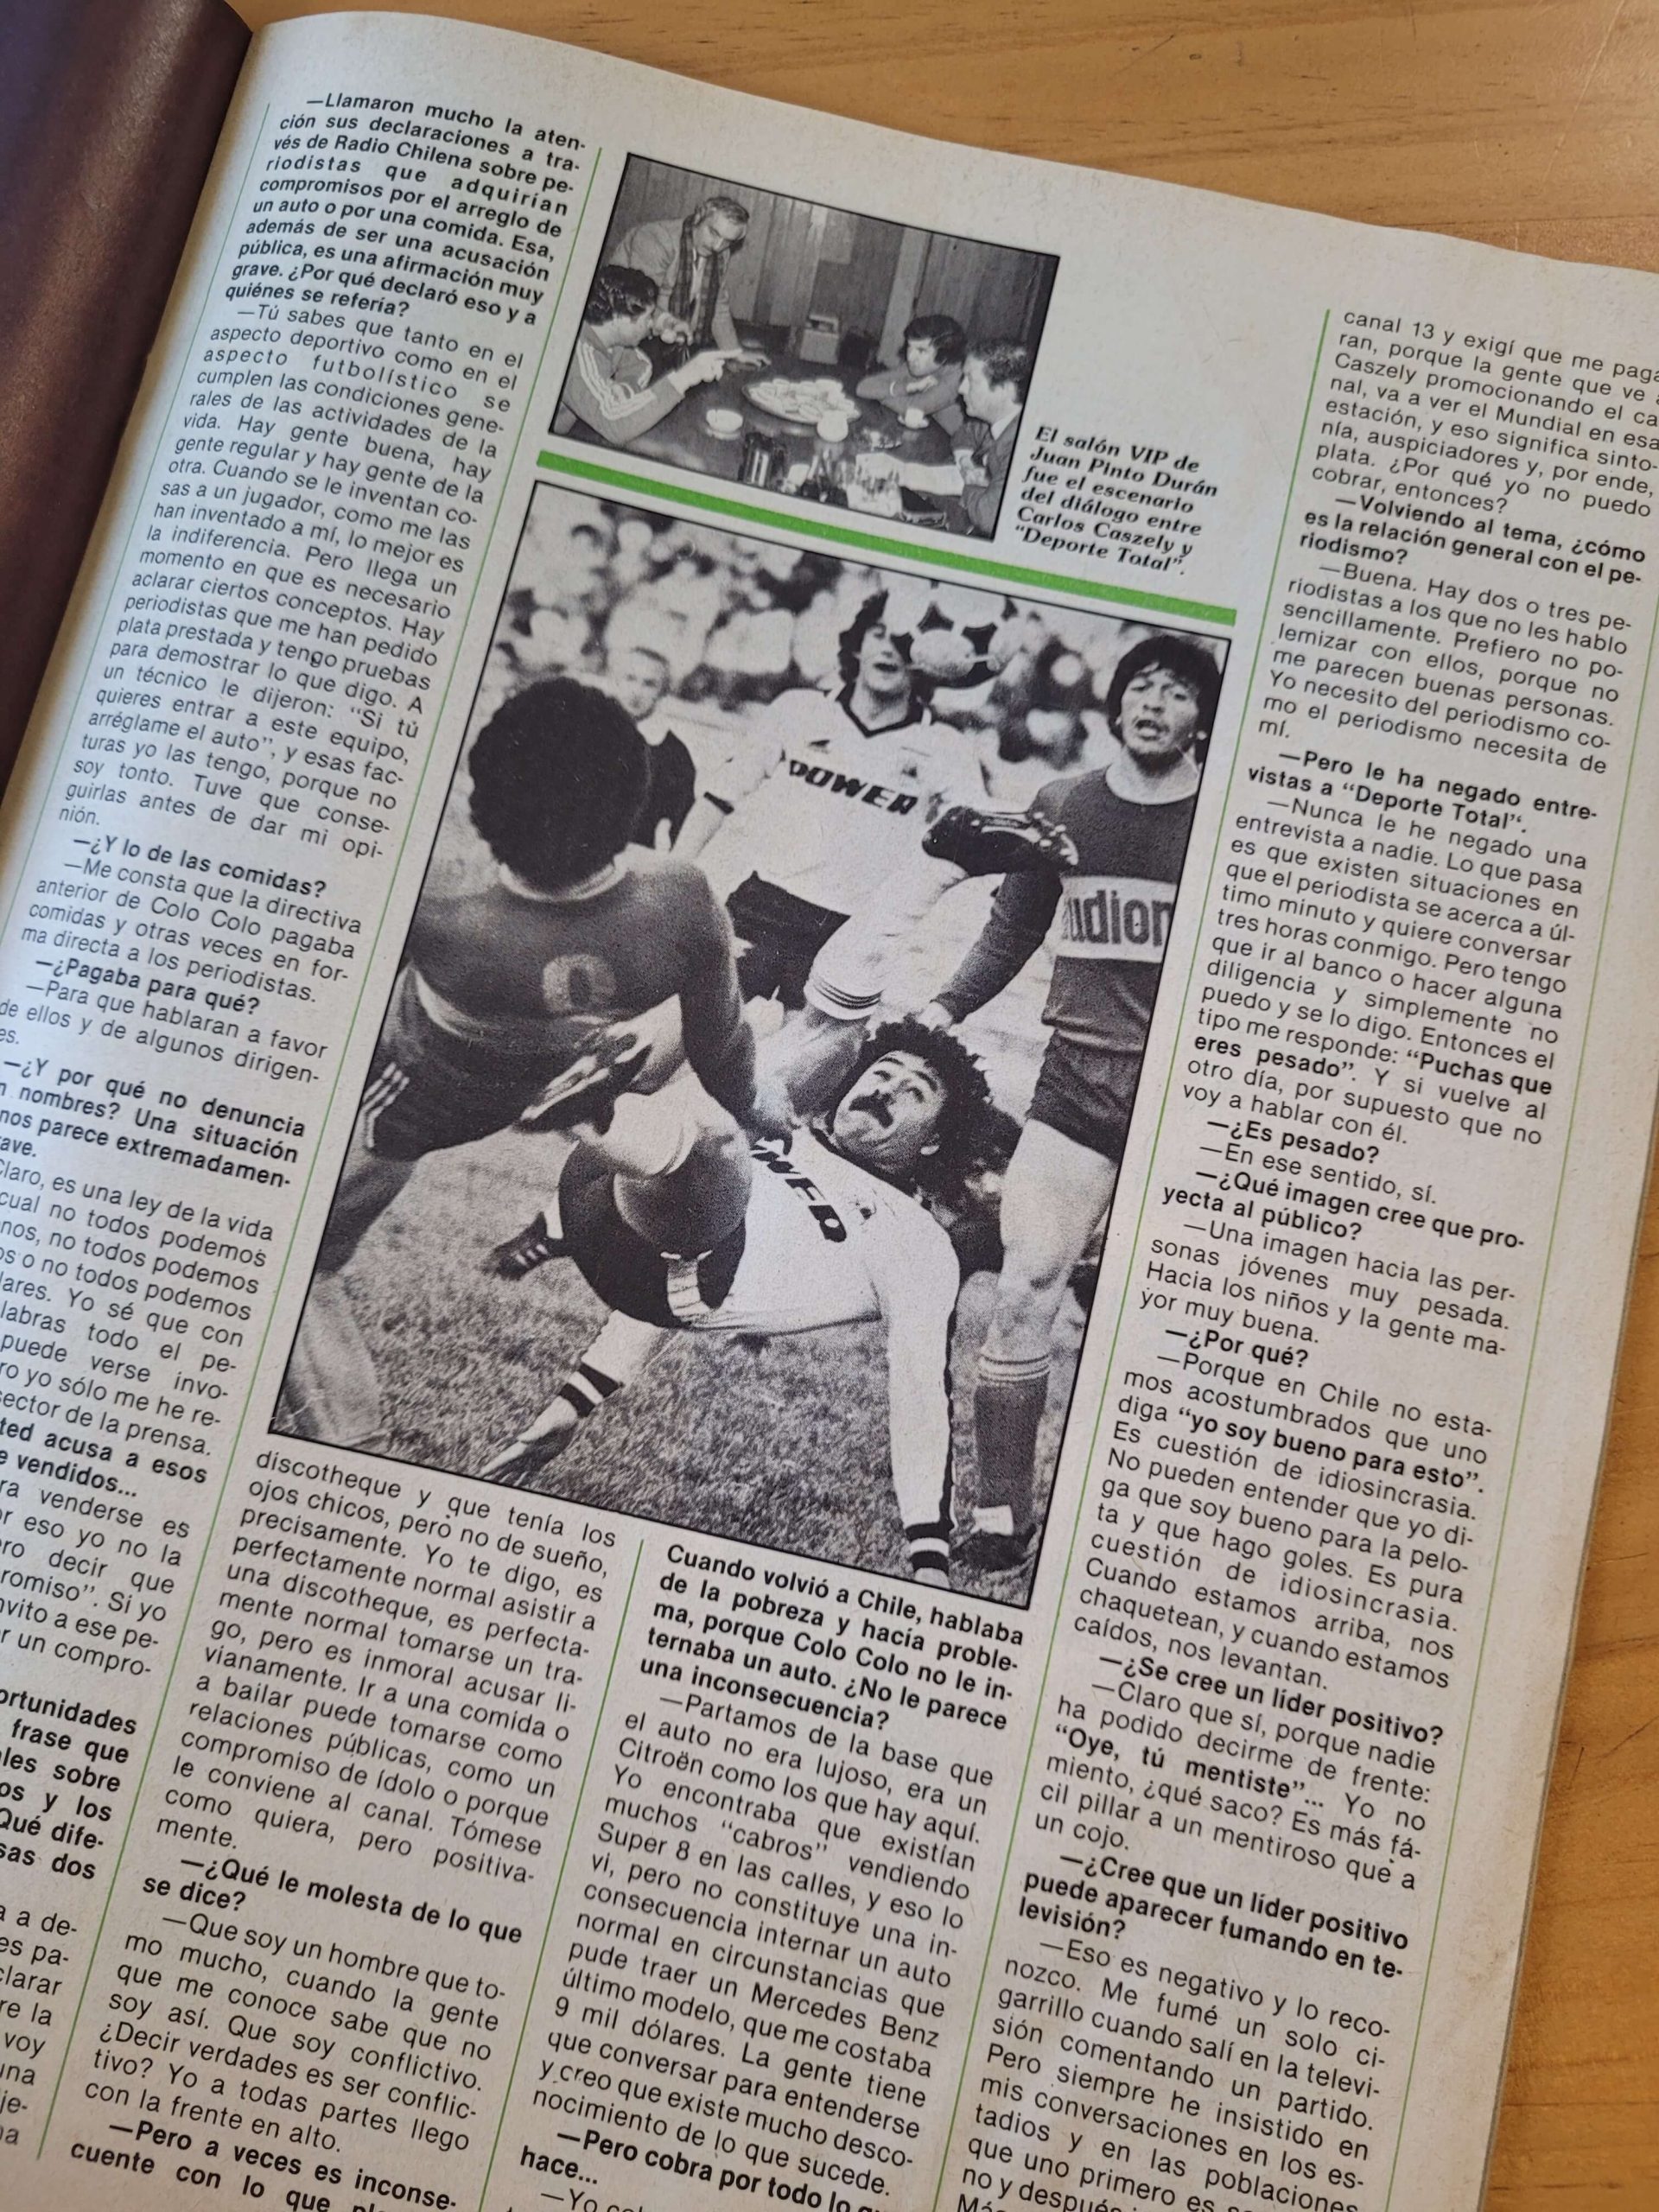 —Llamaron mucho la aten-
ción sus declaraciones a tra-
vés de Radio Chilena sobre pe-
riodistas que adquirían
compromisos por el arreglo de
un auto o por una comida. Esa,
además de ser una acusación
pública, es una afirmación muy
grave. ¿Por qué declaró eso y a
quiénes se refería?
—Tú sabes que tanto en el
aspecto deportivo como en el
aspecto futbolístico se
cumplen las condiciones gene-
rales de las actividades de la
vida. Hay gente buena, hay
gente regular y hay gente de la
otra. Cuando se le inventan co-
sas a un jugador, como me las
han inventado a mí, lo mejor es
la indiferencia. Pero llega un
momento en que es necesario
aclarar ciertos conceptos. Hay
periodistas que me han pedido
plata prestada y tengo pruebas
para demostrar lo que digo. A
un técnico le dijeron: "Si tú
quieres entrar a este equipo,
arréglame el auto", y esas fac-
turas yo las tengo, porque no
soy tonto. Tuve que conse-
guirlas antes de dar mi opi-
nión.
—¿Y lo de las comidas?
—Me consta que la directiva
anterior de Colo Colo pagaba
comidas y otras veces en for-
ma directa a los periodistas.
—¿Pagaba para qué?
—Para que hablaran a favor
de ellos y de algunos dirigen-
es.
—¿Y por qué no denuncia
n nombres? Una situación
nos parece extremadamen-
ave.
Claro, es una ley de la vida
cual no todos podemos
nos, no todos podemos
os o no todos podemos
lares. Yo sé que con
labras todo el pe-
puede verse invo-
ro yo sólo me he re-
sector de la prensa.
ted acusa a esos
e vendidos...
ra venderse es
or eso yo no la
ero decir que
romiso". Si yo
nvito a ese pe-
r un compro-
ortunidades
frase que
ales sobre
os y los
Qué dife-
sas dos
a a de-
es pa-
clarar
re la
voy
una
je-
na
El salón VIP de
Juan Pinto Durán
fue el escenario
del diálogo entre
Carlos Caszely y
"Deporte Total".
POWER
udion
0
WER
discotheque y que tenía los
ojos chicos, pero no de sueño,
precisamente. Yo te digo, es
perfectamente normal asistir a
una discotheque, es perfecta-
mente normal tomarse un tra-
go, pero es inmoral acusar li-
vianamente. Ir a una comida o
a bailar puede tomarse como
relaciones públicas, como un
compromiso de ídolo o porque
le conviene al canal. Tómese
como quiera, pero positiva-
mente.
—¿Qué le molesta de lo que
se dice?
—Que soy un hombre que to-
mo mucho, cuando la gente
que me conoce sabe que no
soy así. Que soy conflictivo.
¿Decir verdades es ser conflic-
tivo? Yo a todas partes llego
con la frente en alto.
—Pero a veces es inconse-
cuente con lo que
Cuando volvió a Chile, hablaba
de la pobreza y hacía proble-
ma, porque Colo Colo no le in-
ternaba un auto. ¿No le parece
una inconsecuencia?
—Partamos de la base que
el auto no era lujoso, era un
Citroën como los que hay aquí.
Yo encontraba que existían
muchos "cabros" vendiendo
Super 8 en las calles, y eso lo
vi, pero no constituye una in-
consecuencia internar un auto
normal en circunstancias que
pude traer un Mercedes Benz
último modelo, que me costaba
9 mil dólares. La gente tiene
que conversar para entenderse
y creo que existe mucho desco-
nocimiento de lo que sucede.
—Pero cobra por todo lo
hace...
—Yo
canal 13 y exigí que me paga
ran, porque la gente que ve a
Caszely promocionando el ca
nal, va a ver el Mundial en esa
estación, y eso significa sinto-
nía, auspiciadores y, por ende,
plata. ¿Por qué yo no puedo
cobrar, entonces?
—Volviendo al tema, ¿cómo
es la relación general con el pe-
riodismo?
—Buena. Hay dos o tres pe-
riodistas a los que no les hablo
sencillamente. Prefiero no po-
lemizar con ellos, porque no
me parecen buenas personas.
Yo necesito del periodismo co-
mo el periodismo necesita de
mí.
—Pero le ha negado entre-
vistas a "Deporte Total".
—Nunca le he negado una
entrevista a nadie. Lo que pasa
es que existen situaciones en
que el periodista se acerca a úl-
timo minuto y quiere conversar
tres horas conmigo. Pero tengo
que ir al banco o hacer alguna
diligencia y simplemente no
puedo y se lo digo. Entonces el
tipo me responde: "Puchas que
eres pesado". Y si vuelve al
otro día, por supuesto que no
voy a hablar con él.
—¿Es pesado?
—En ese sentido, sí.
—¿Qué imagen cree que pro-
yecta al público?
—Una imagen hacia las per-
sonas jóvenes muy pesada.
Hacia los niños y la gente ma-
yor muy buena.
—¿Por qué?
—Porque en Chile no esta-
mos acostumbrados que uno
diga "yo soy bueno para esto".
Es cuestión de idiosincrasia.
No pueden entender que yo di-
ga que soy bueno para la pelo-
ta y que hago goles. Es pura
cuestión de idiosincrasia.
Cuando estamos arriba, nos
chaquetean, y cuando estamos
caídos, nos levantan.
—¿Se cree un líder positivo?
—Claro que sí, porque nadie
ha podido decirme de frente:
"Oye, tú mentiste"... Yo no
miento, ¿qué saco? Es más fá-
cil pillar a un mentiroso que a
un cojo.
—¿Cree que un líder positivo
puede aparecer fumando en te-
levisión?
—Eso es negativo y lo reco-
nozco. Me fumé un solo ci-
garrillo cuando salí en la televi-
sión comentando un partido.
Pero siempre he insistido en
mis conversaciones en los es-
tadios y en las poblaciones
que uno primero es
no y después